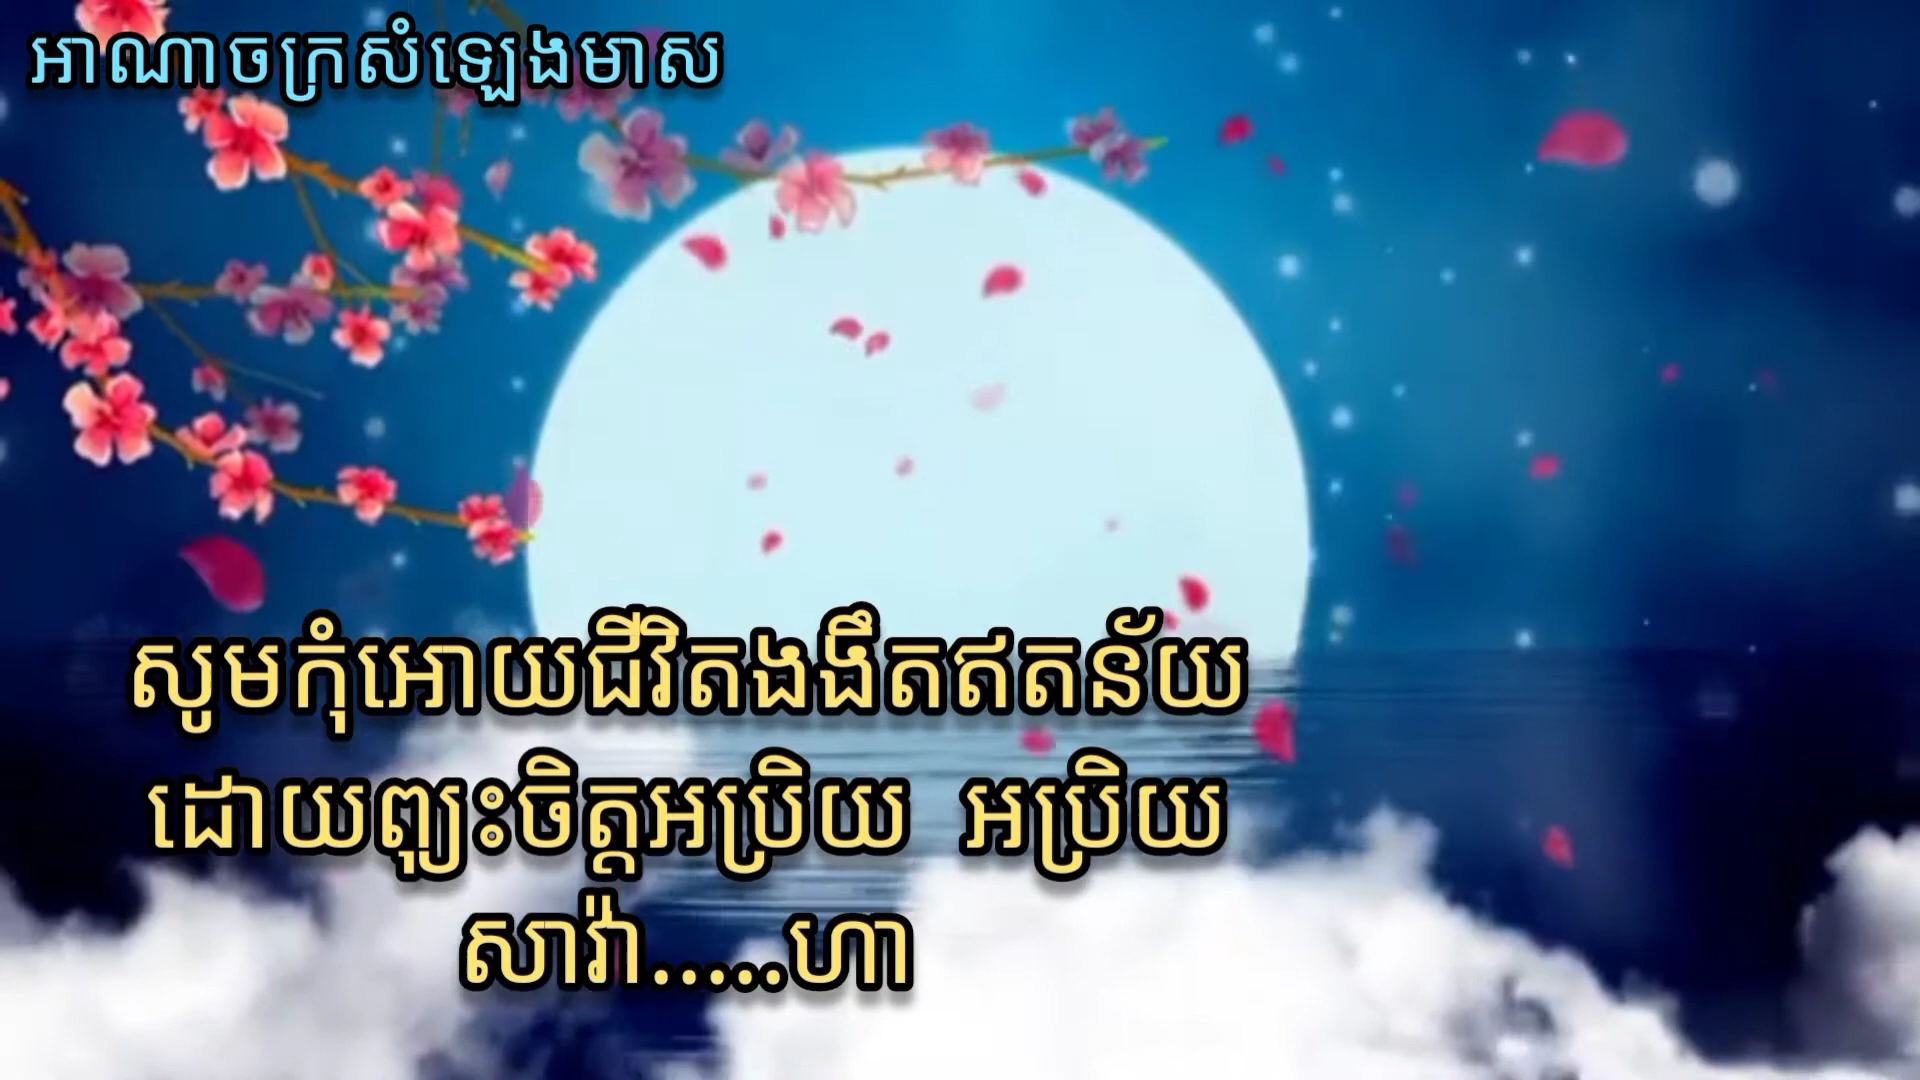 អាណាចក្រសំឡេងមាស
សូមកុំអោយជីវិតងងឹតឥតន័យ
ដោយព្យុះចិត្តអប្រិយ អប្រិយ
សាវ៉ា.....ហា